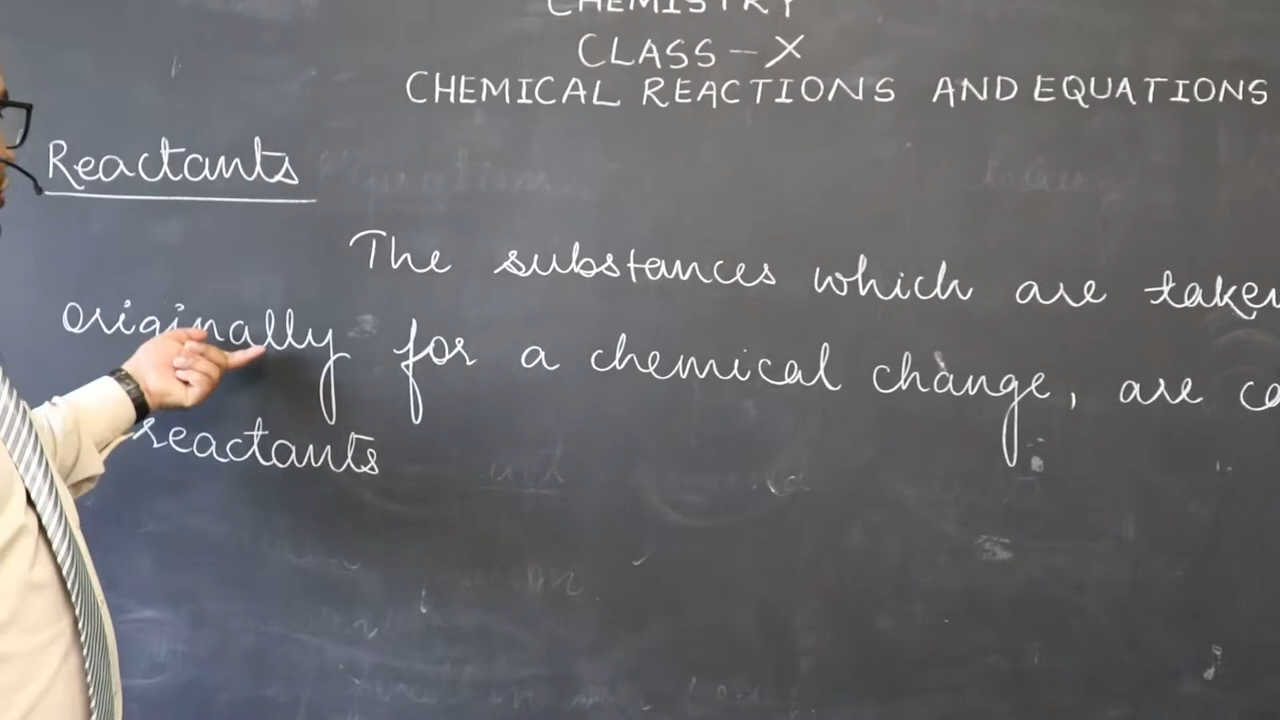 CHEMISTRY
CLASS - X
CHEMICAL REACTIONS AND EQUATIONS
Reactants
The substances which are taken
originally for a chemical change, are
reactants